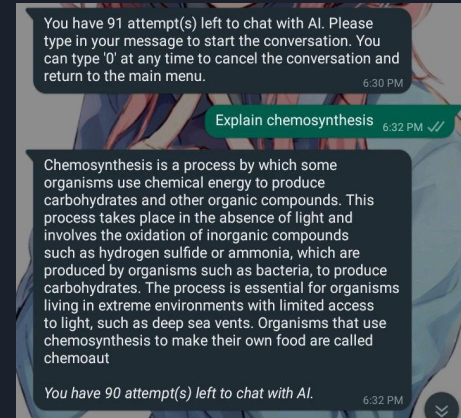 You have 91 attempt(s) left to chat with AI. Please
type in your message to start the conversation. You
can type '0' at any time to cancel the conversation and
return to the main menu.
6:30 PM
Explain chemosynthesis 6:32 PM
Chemosynthesis is a process by which some
organisms use chemical energy to produce
carbohydrates and other organic compounds. This
process takes place in the absence of light and
involves the oxidation of inorganic compounds
such as hydrogen sulfide or ammonia, which are
produced by organisms such as bacteria, to produce
carbohydrates. The process is essential for organisms
living in extreme environments with limited access
to light, such as deep sea vents. Organisms that use
chemosynthesis to make their own food are called
chemoaut
You have 90 attempt(s) left to chat with AI.
6:32 PM